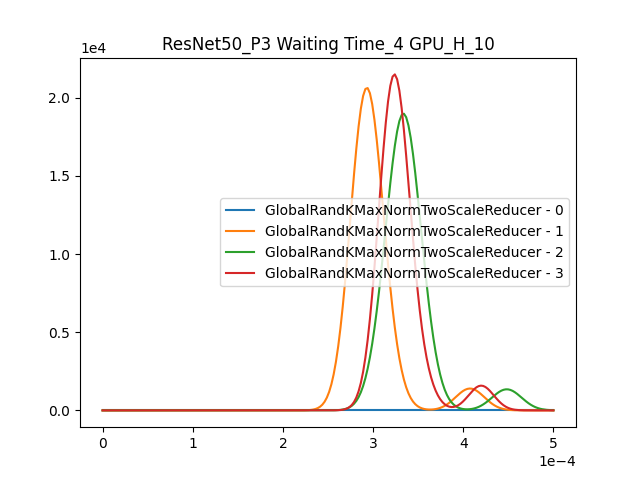 ResNet50_P3 Waiting Time_4 GPU_H_10
1e4
2.0
1.5
1.0
0.5
0.0
GlobalRandKMaxNormTwoScaleReducer - 0
GlobalRandKMaxNormTwoScaleReducer - 1
GlobalRandKMaxNormTwoScaleReducer - 2
GlobalRandKMaxNormTwoScaleReducer - 3
0 1 2 3 4 5
1e−4